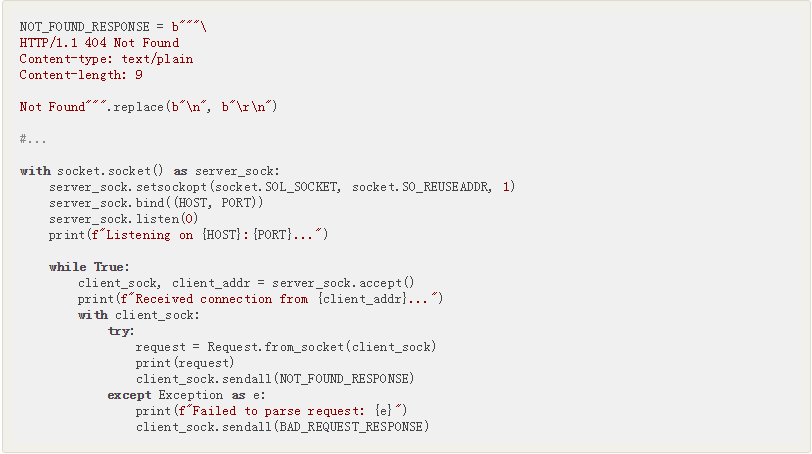 NOT_FOUND_RESPONSE = b"""\
HTTP/1.1 404 Not Found
Content-type: text/plain
Content-length: 9

Not Found""".replace(b"\n", b"\r\n")

#...

with socket.socket() as server_sock:
    server_sock.setsockopt(socket.SOL_SOCKET, socket.SO_REUSEADDR, 1)
    server_sock.bind((HOST, PORT))
    server_sock.listen(0)
    print(f"Listening on {HOST}:{PORT}...")

    while True:
        client_sock, client_addr = server_sock.accept()
        print(f"Received connection from {client_addr}...")
        with client_sock:
            try:
                request = Request.from_socket(client_sock)
                print(request)
                client_sock.sendall(NOT_FOUND_RESPONSE)
            except Exception as e:
                print(f"Failed to parse request: {e}")
                client_sock.sendall(BAD_REQUEST_RESPONSE)